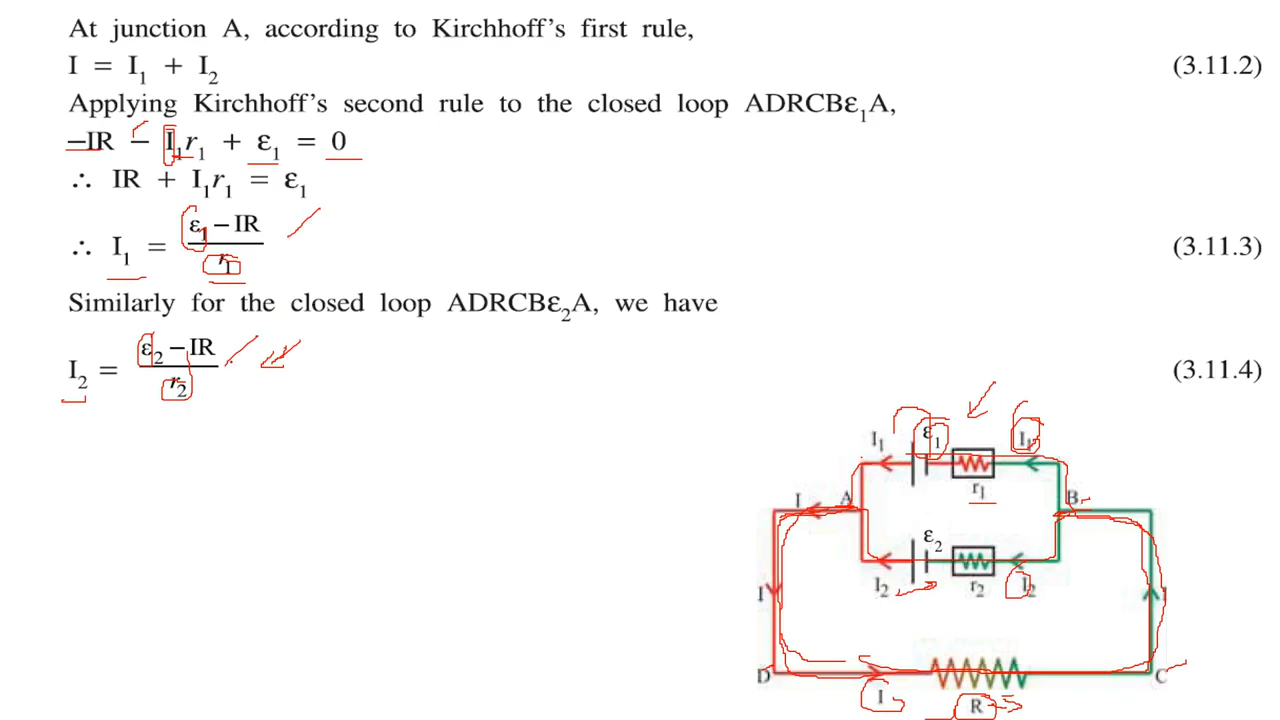 At junction A, according to Kirchhoff's first rule,
I = I₁ + I₂ (3.11.2)
Applying Kirchhoff's second rule to the closed loop ADRCBε₁A,
–IR – I₁r₁ + ε₁ = 0
∴ IR + I₁r₁ = ε₁
∴ I₁ = (ε₁ – IR)/r₁ (3.11.3)
Similarly for the closed loop ADRCBε₂A, we have
I₂ = (ε₂ – IR)/r₂ (3.11.4)
I₁ ε₁ I₁
r₁
I A B
ε₂
I₂ r₂ I₂
I I
D C
I R